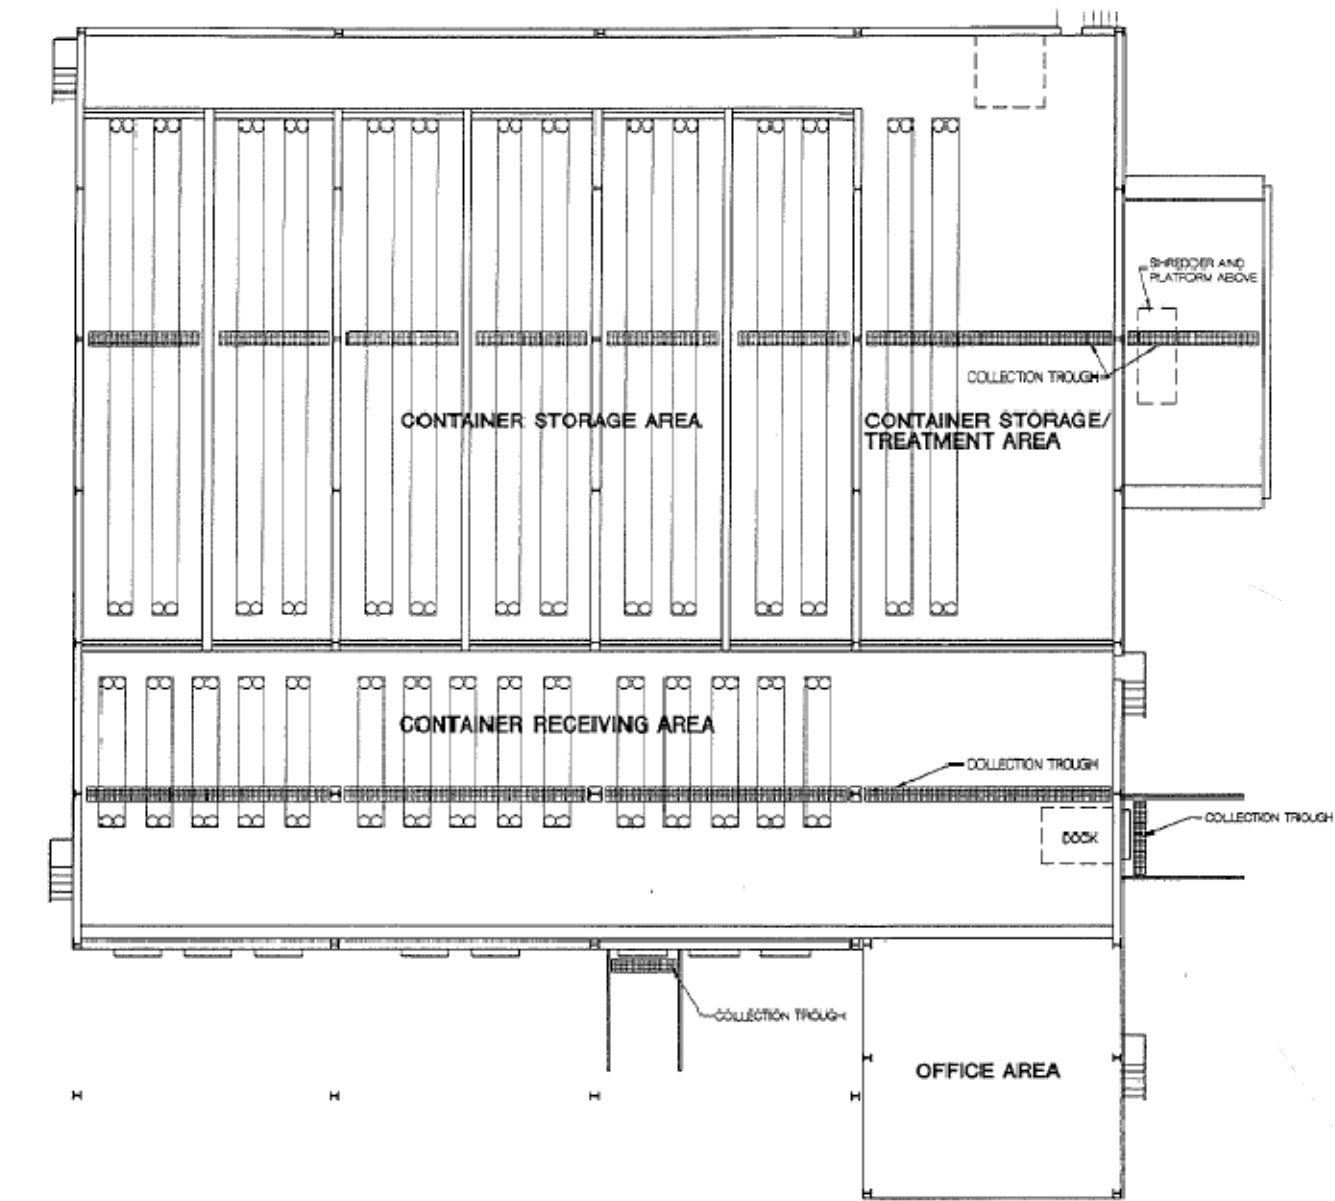 SHREDDER AND
PLATFORM ABOVE
COLLECTION TROUGH
CONTAINER STORAGE AREA
CONTAINER STORAGE/
TREATMENT AREA
CONTAINER RECEIVING AREA
COLLECTION TROUGH
COLLECTION TROUGH
DOCK
COLLECTION TROUGH
OFFICE AREA